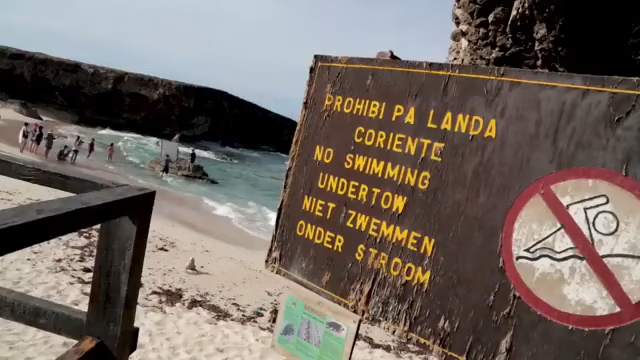 PROHIBI PA LANDA
CORIENTE
NO SWIMMING
UNDERTOW
NIET ZWEMMEN
ONDER STROOM